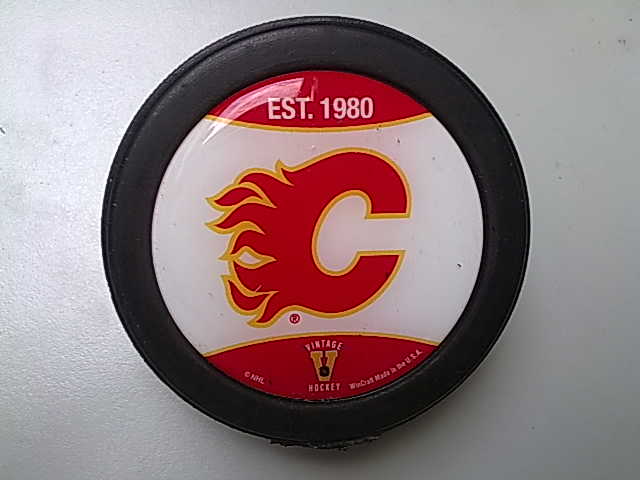 EST. 1980
C
VINTAGE
V
HOCKEY
© NHL
WinCraft Made in the U.S.A.